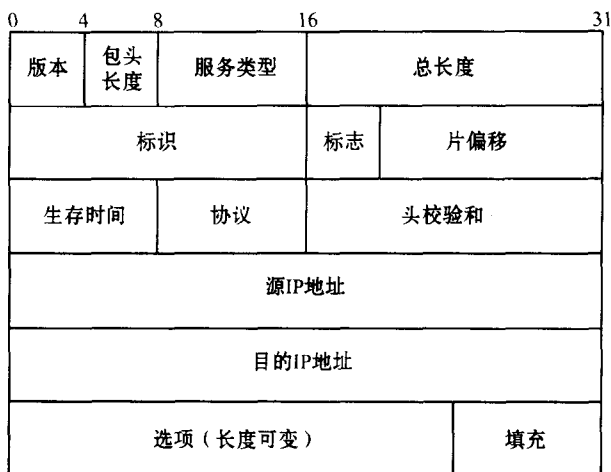 0 4 8 16 31
版本 包头长度 服务类型 总长度
标识 标志 片偏移
生存时间 协议 头校验和
源IP地址
目的IP地址
选项（长度可变） 填充